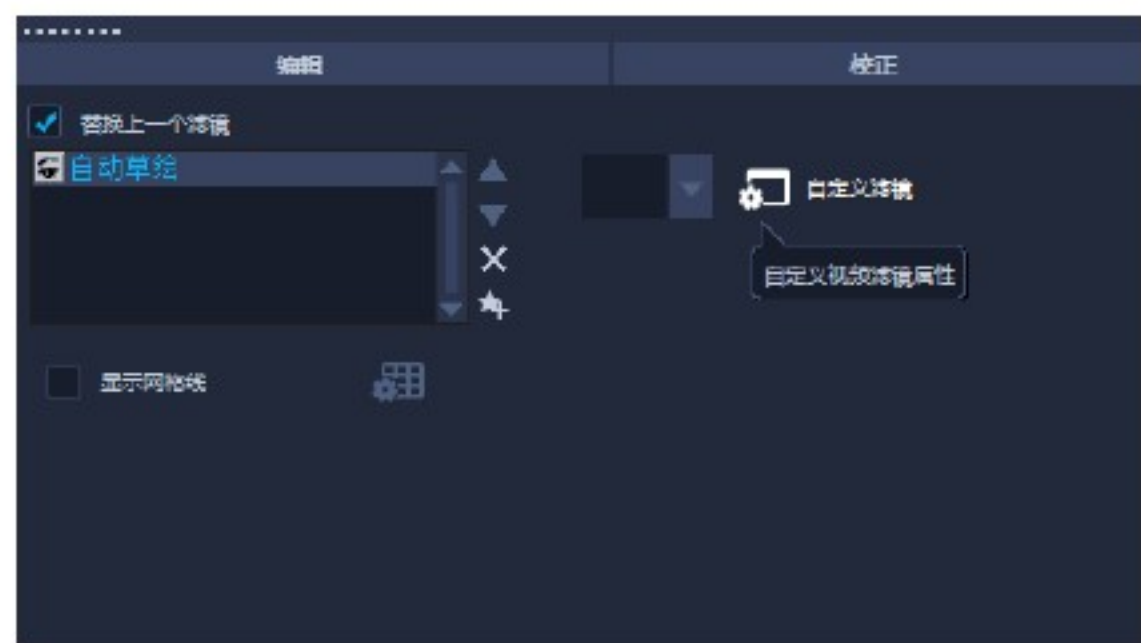 编辑
校正
替换上一个滤镜
自动草绘
自定义滤镜
自定义视频滤镜属性
显示网格线